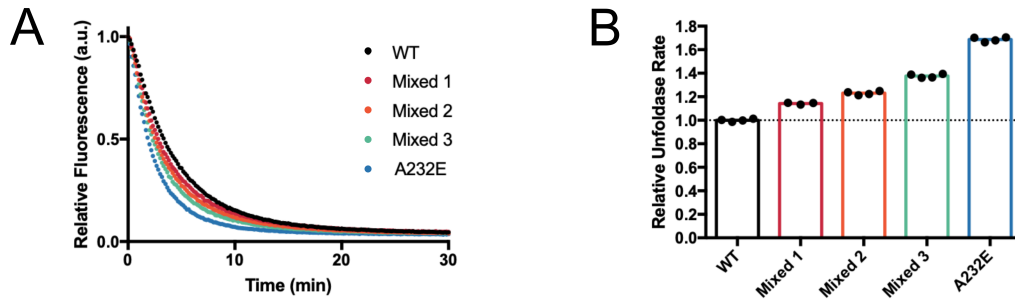 A
Relative Fluorescence (a.u.)
1.0
0.5
0.0
0
10
20
30
Time (min)
WT
Mixed 1
Mixed 2
Mixed 3
A232E
B
Relative Unfoldase Rate
1.8
1.6
1.4
1.2
1.0
0.8
0.6
0.4
0.2
0.0
WT
Mixed 1
Mixed 2
Mixed 3
A232E